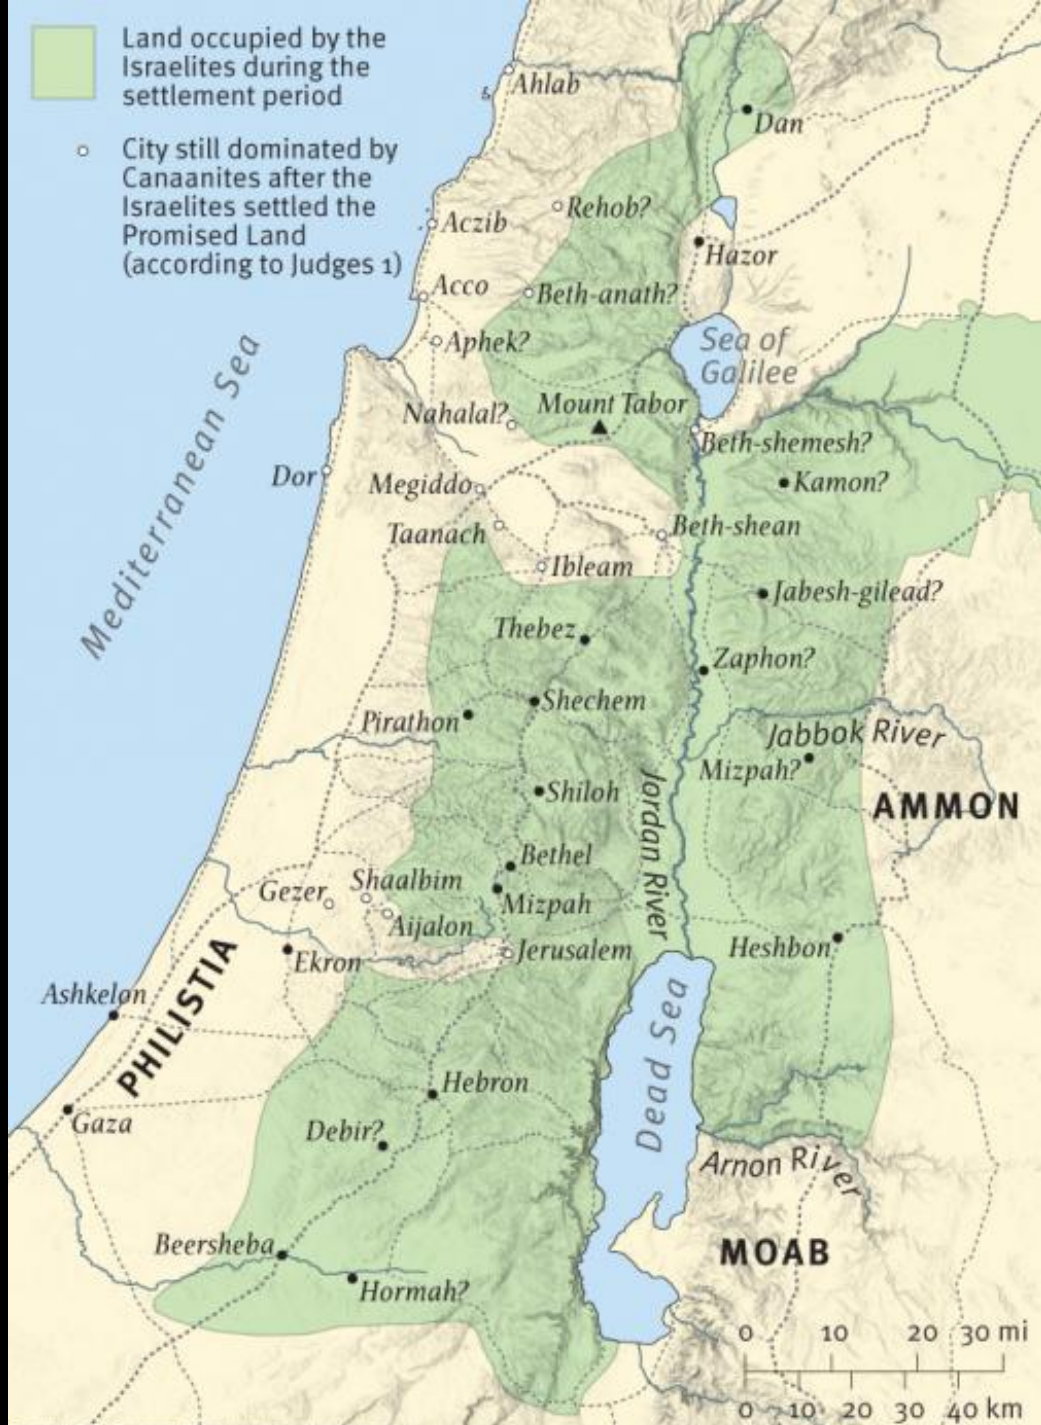 Land occupied by the
Israelites during the
settlement period
City still dominated by
Canaanites after the
Israelites settled the
Promised Land
(according to Judges 1)
Ahlab
Dan
Rehob?
Aczib
Hazor
Acco
Beth-anath?
Aphek?
Sea of
Galilee
Mediterranean Sea
Nahalal?
Mount Tabor
Beth-shemesh?
Dor
Megiddo
Kamon?
Taanach
Beth-shean
Ibleam
Jabesh-gilead?
Thebez
Zaphon?
Shechem
Pirathon
Jabbok River
Mizpah?
Shiloh
Jordan River
AMMON
Bethel
Shaalbim
Gezer
Mizpah
Aijalon
Jerusalem
Heshbon
Ekron
Ashkelon
PHILISTIA
Dead Sea
Hebron
Gaza
Debir?
Arnon River
Beersheba
MOAB
Hormah?
0 10 20 30 mi
0 10 20 30 40 km